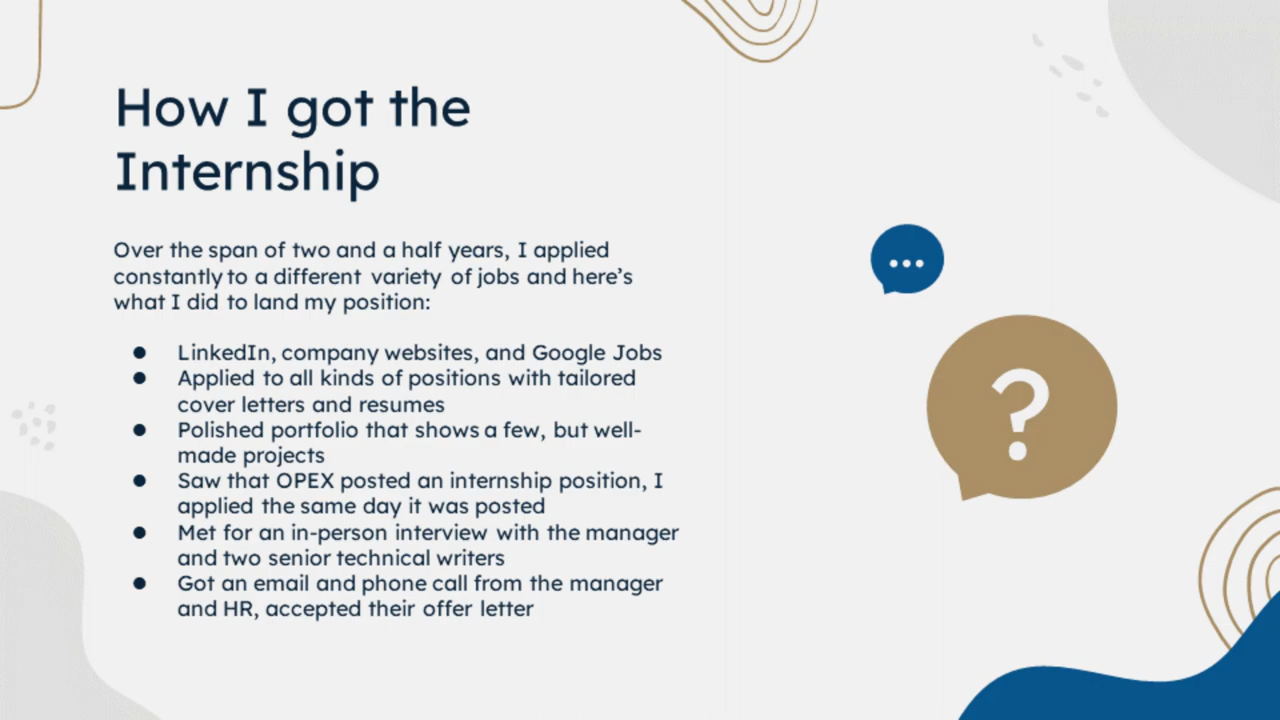 How I got the
Internship
Over the span of two and a half years, I applied
constantly to a different variety of jobs and here's
what I did to land my position:
● LinkedIn, company websites, and Google Jobs
● Applied to all kinds of positions with tailored
cover letters and resumes
● Polished portfolio that shows a few, but well-
made projects
● Saw that OPEX posted an internship position, I
applied the same day it was posted
● Met for an in-person interview with the manager
and two senior technical writers
● Got an email and phone call from the manager
and HR, accepted their offer letter
?